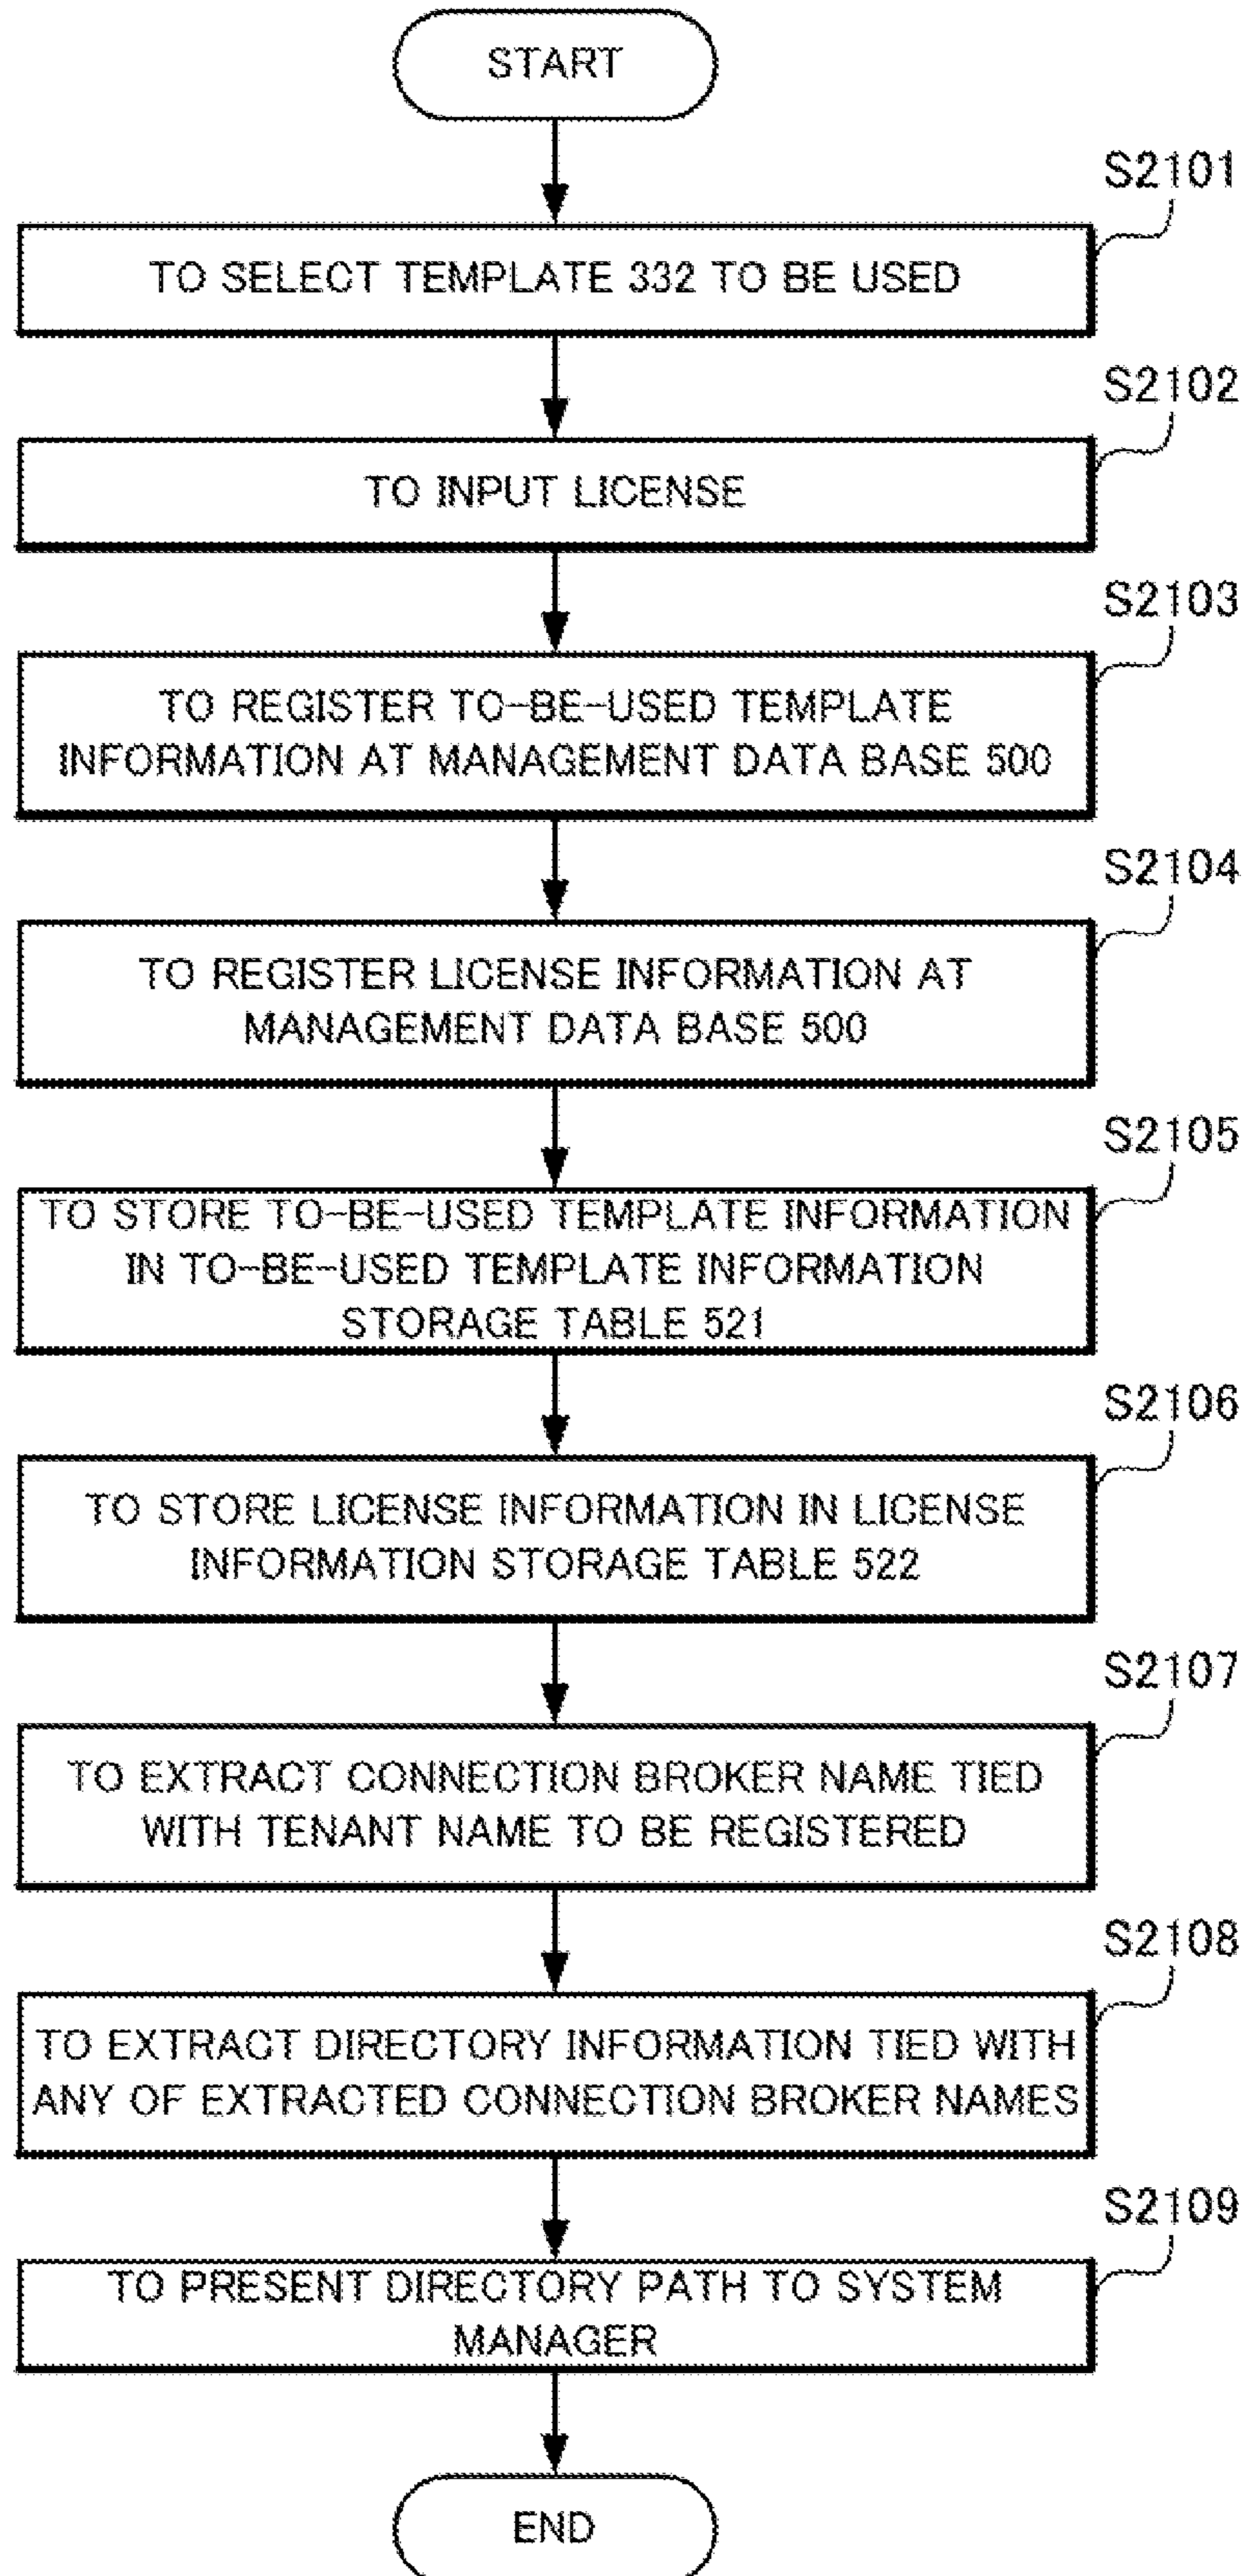 START
S2101
TO SELECT TEMPLATE 332 TO BE USED
S2102
TO INPUT LICENSE
S2103
TO REGISTER TO-BE-USED TEMPLATE
INFORMATION AT MANAGEMENT DATA BASE 500
S2104
TO REGISTER LICENSE INFORMATION AT
MANAGEMENT DATA BASE 500
S2105
TO STORE TO-BE-USED TEMPLATE INFORMATION
IN TO-BE-USED TEMPLATE INFORMATION
STORAGE TABLE 521
S2106
TO STORE LICENSE INFORMATION IN LICENSE
INFORMATION STORAGE TABLE 522
S2107
TO EXTRACT CONNECTION BROKER NAME TIED
WITH TENANT NAME TO BE REGISTERED
S2108
TO EXTRACT DIRECTORY INFORMATION TIED WITH
ANY OF EXTRACTED CONNECTION BROKER NAMES
S2109
TO PRESENT DIRECTORY PATH TO SYSTEM
MANAGER
END